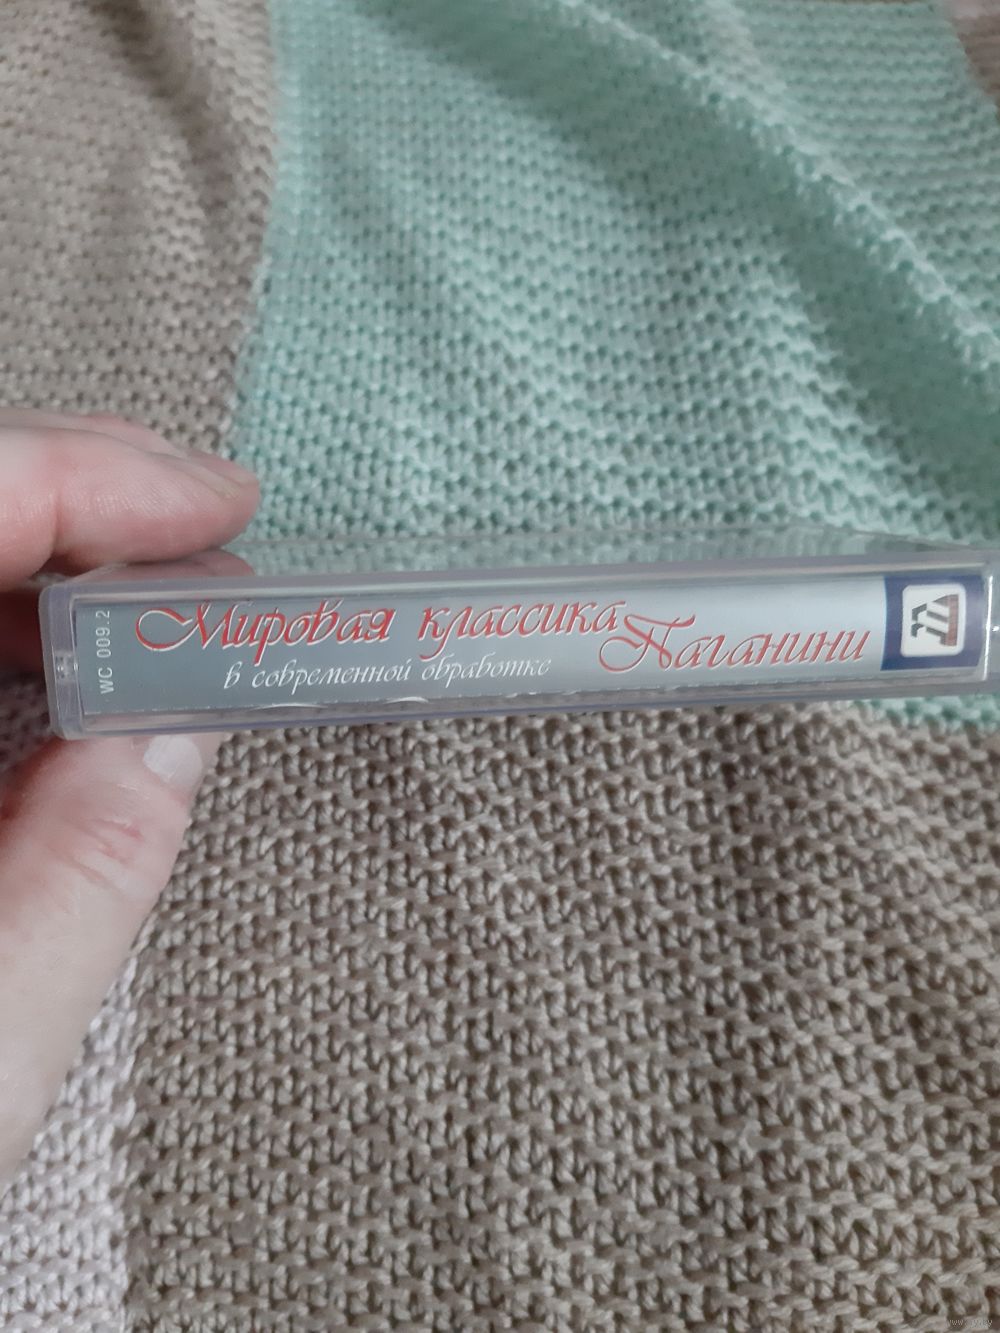 WC 009.2
Мировая классика
в современной обработке
Паганини